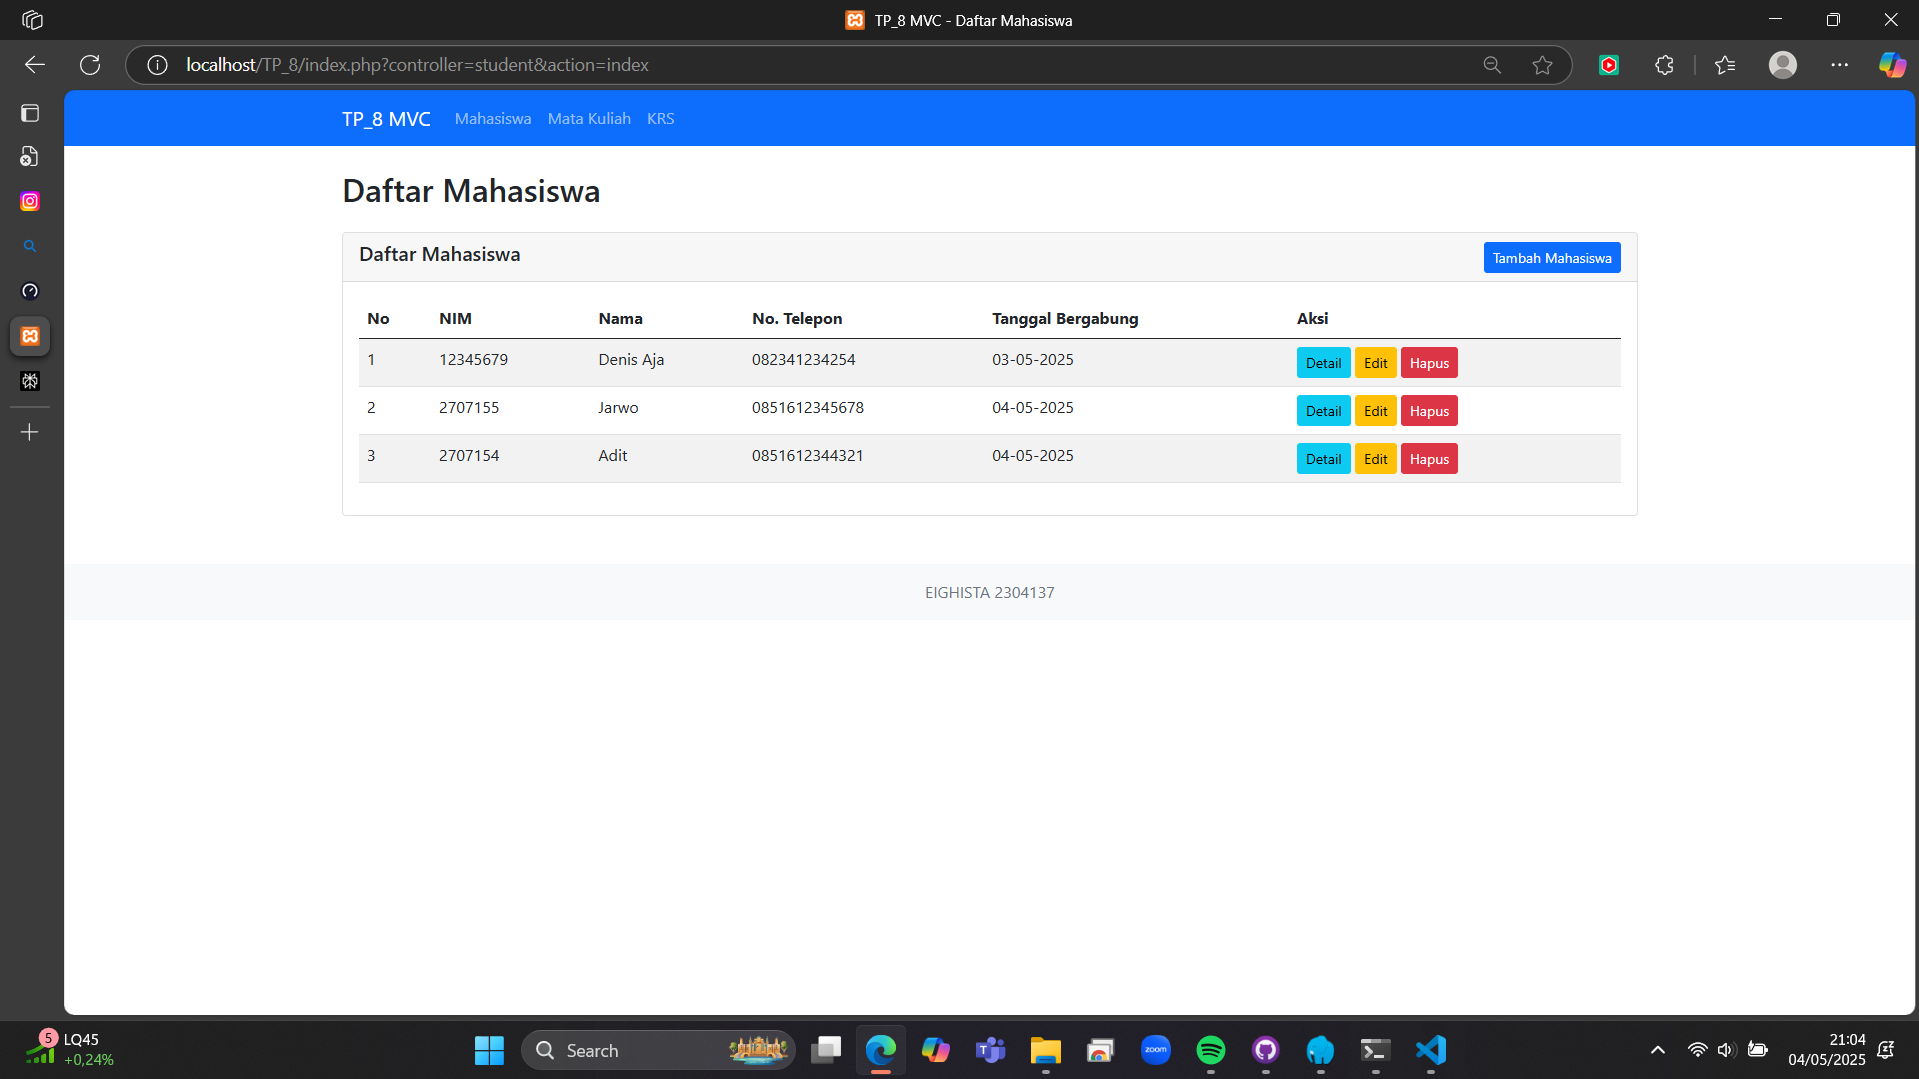 TP_8 MVC - Daftar Mahasiswa
localhost/TP_8/index.php?controller=student&action=index
TP_8 MVC Mahasiswa Mata Kuliah KRS
Daftar Mahasiswa
Daftar Mahasiswa Tambah Mahasiswa
No NIM Nama No. Telepon Tanggal Bergabung Aksi
1 12345679 Denis Aja 082341234254 03-05-2025 Detail Edit Hapus
2 2707155 Jarwo 0851612345678 04-05-2025 Detail Edit Hapus
3 2707154 Adit 0851612344321 04-05-2025 Detail Edit Hapus
EIGHISTA 2304137
5 LQ45
+0,24%
Search
zoom
21:04
04/05/2025